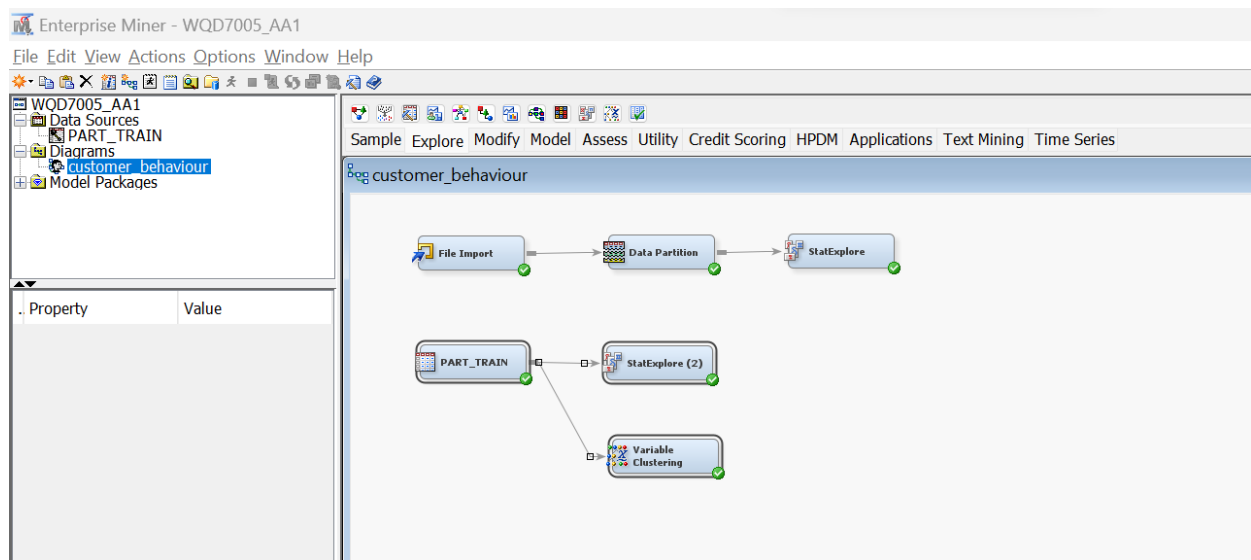 Enterprise Miner - WQD7005_AA1
File Edit View Actions Options Window Help
WQD7005_AA1
Data Sources
PART_TRAIN
Diagrams
customer_behaviour
Model Packages
. Property Value
Sample Explore Modify Model Assess Utility Credit Scoring HPDM Applications Text Mining Time Series
customer_behaviour
File Import
Data Partition
StatExplore
PART_TRAIN
StatExplore (2)
Variable
Clustering